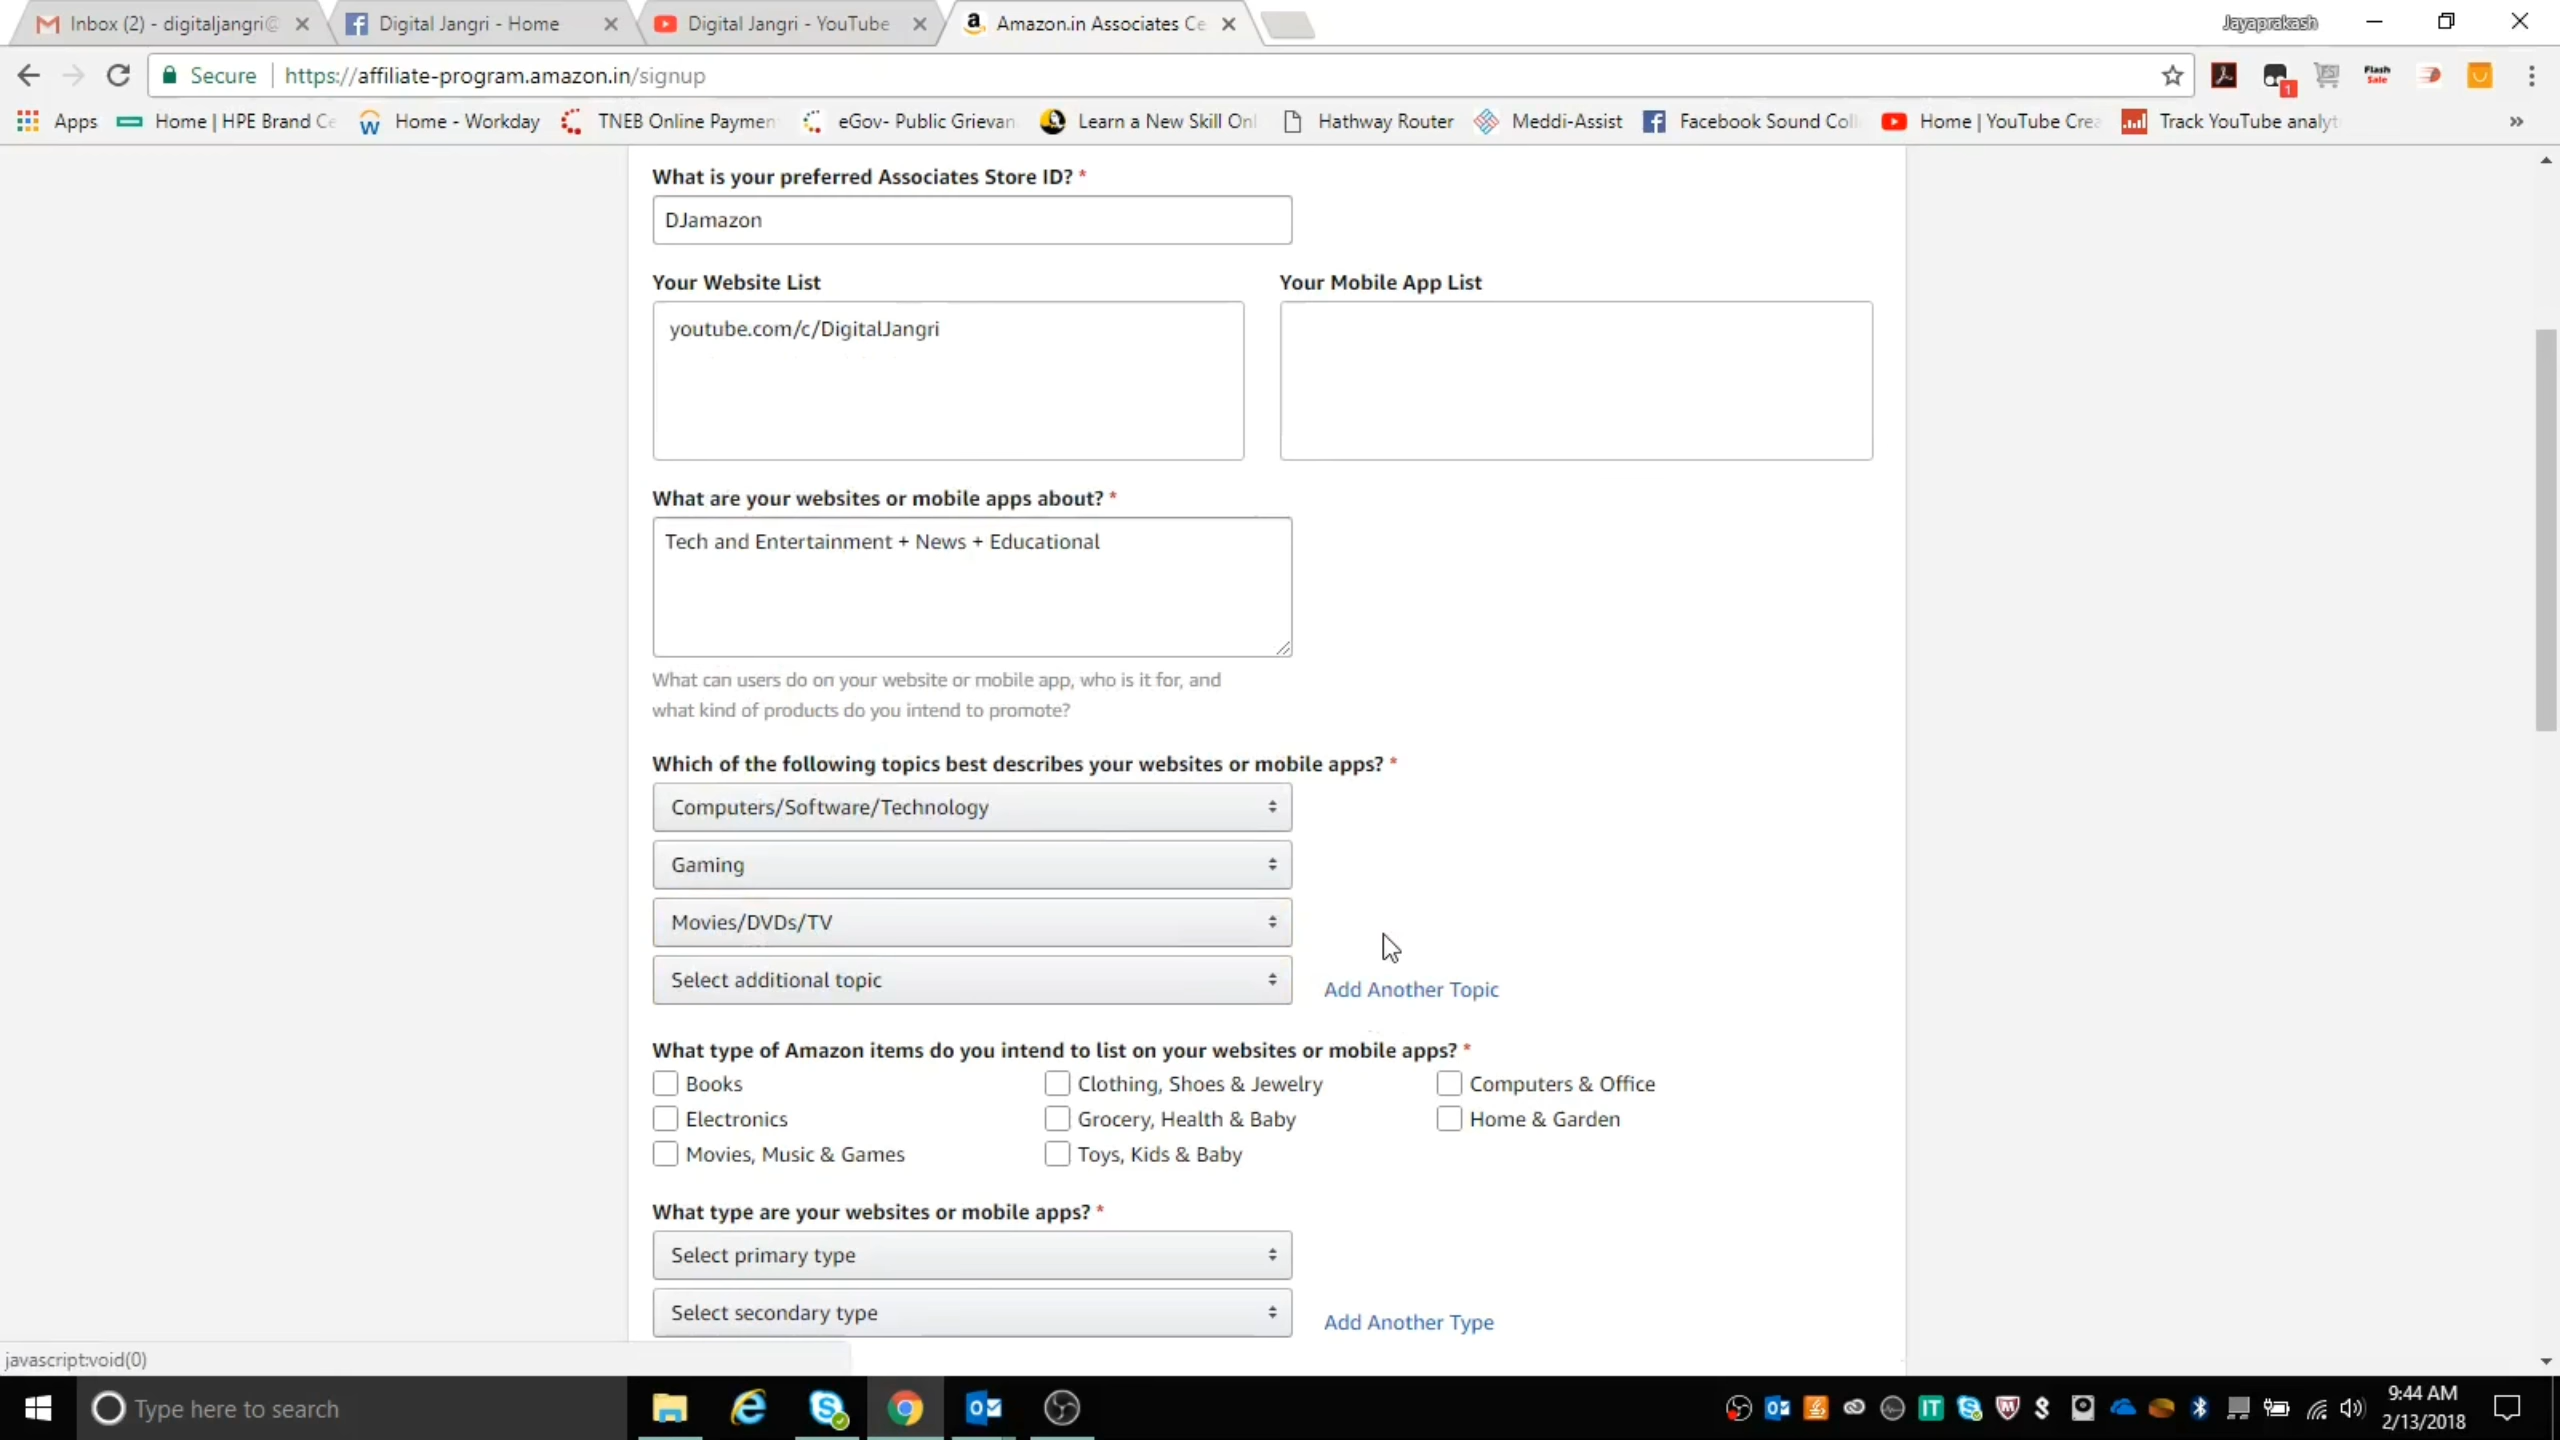 Inbox (2) - digitaljangri@
Digital Jangri - Home
Digital Jangri - YouTube
Amazon.in Associates Ce
Jayaprakash
Secure
https://affiliate-program.amazon.in/signup
Flash Sale
1
Apps
Home | HPE Brand Ce
Home - Workday
TNEB Online Paymen
eGov- Public Grievan
Learn a New Skill Onl
Hathway Router
Meddi-Assist
Facebook Sound Coll
Home | YouTube Crea
Track YouTube analyt
»
What is your preferred Associates Store ID? *
DJamazon
Your Website List
Your Mobile App List
youtube.com/c/DigitalJangri
What are your websites or mobile apps about? *
Tech and Entertainment + News + Educational
What can users do on your website or mobile app, who is it for, and
what kind of products do you intend to promote?
Which of the following topics best describes your websites or mobile apps? *
Computers/Software/Technology
Gaming
Movies/DVDs/TV
Select additional topic
Add Another Topic
What type of Amazon items do you intend to list on your websites or mobile apps? *
Books
Clothing, Shoes & Jewelry
Computers & Office
Electronics
Grocery, Health & Baby
Home & Garden
Movies, Music & Games
Toys, Kids & Baby
What type are your websites or mobile apps? *
Select primary type
Select secondary type
Add Another Type
javascript:void(0)
Type here to search
9:44 AM
2/13/2018